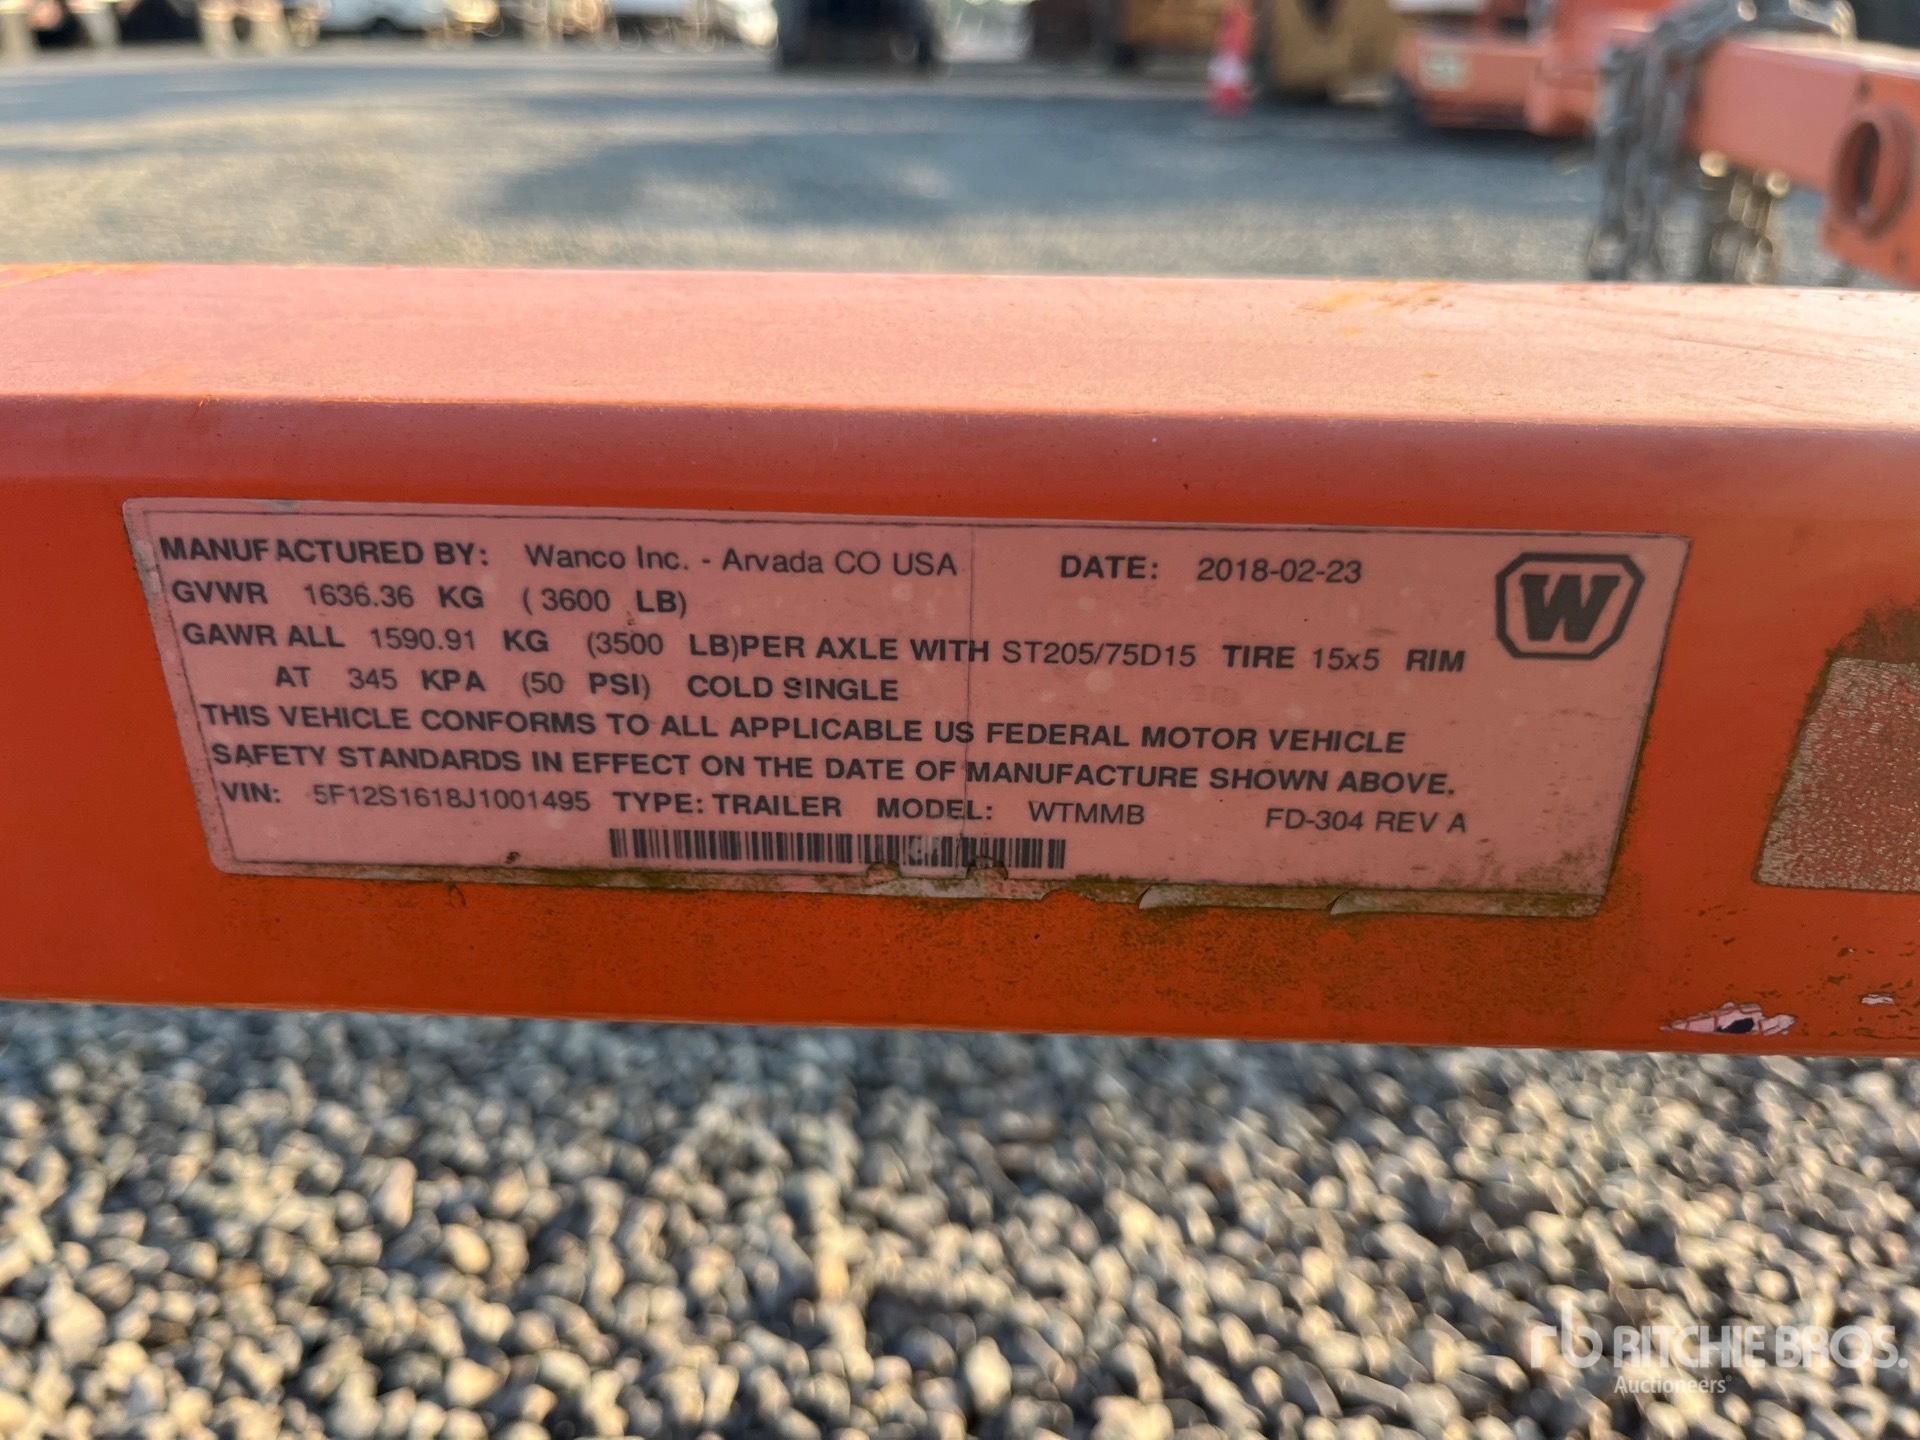 MANUFACTURED BY: Wanco Inc. - Arvada CO USA DATE: 2018-02-23
W
GVWR 1636.36 KG ( 3600 LB)
GAWR ALL 1590.91 KG (3500 LB)PER AXLE WITH ST205/75D15 TIRE 15x5 RIM
AT 345 KPA (50 PSI) COLD SINGLE
THIS VEHICLE CONFORMS TO ALL APPLICABLE US FEDERAL MOTOR VEHICLE
SAFETY STANDARDS IN EFFECT ON THE DATE OF MANUFACTURE SHOWN ABOVE.
VIN: 5F12S1618J1001495 TYPE: TRAILER MODEL: WTMMB FD-304 REV A
rb RITCHIE BROS.
Auctioneers